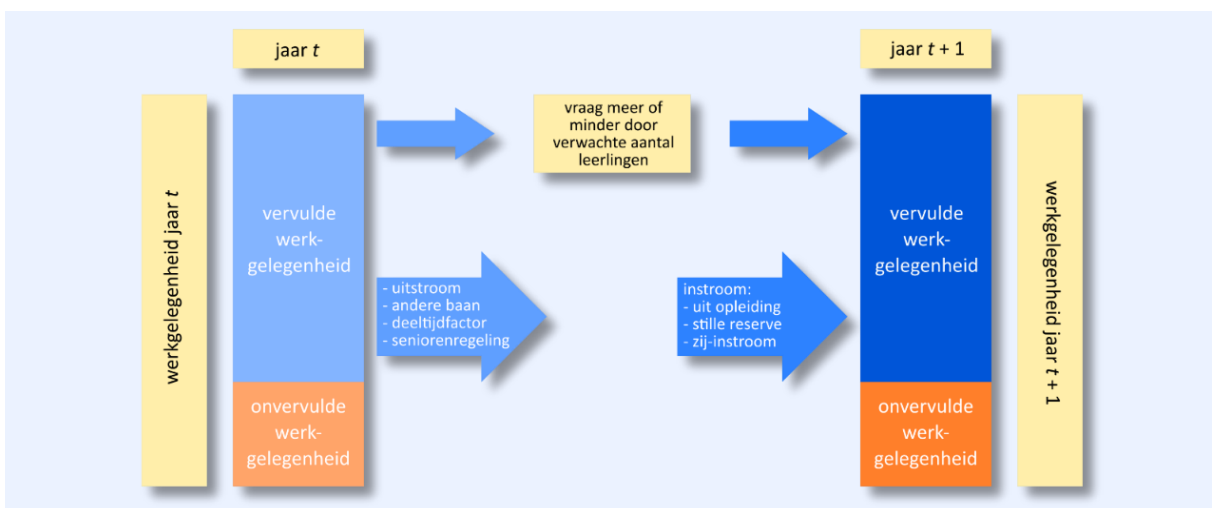 jaar t
jaar t + 1
werkgelegenheid jaar t
vervulde
werk-
gelegenheid
onvervulde
werk-
gelegenheid
vraag meer of
minder door
verwachte aantal
leerlingen
- uitstroom
- andere baan
- deeltijdfactor
- seniorenregeling
instroom:
- uit opleiding
- stille reserve
- zij-instroom
vervulde
werk-
gelegenheid
onvervulde
werk-
gelegenheid
werkgelegenheid jaar t + 1